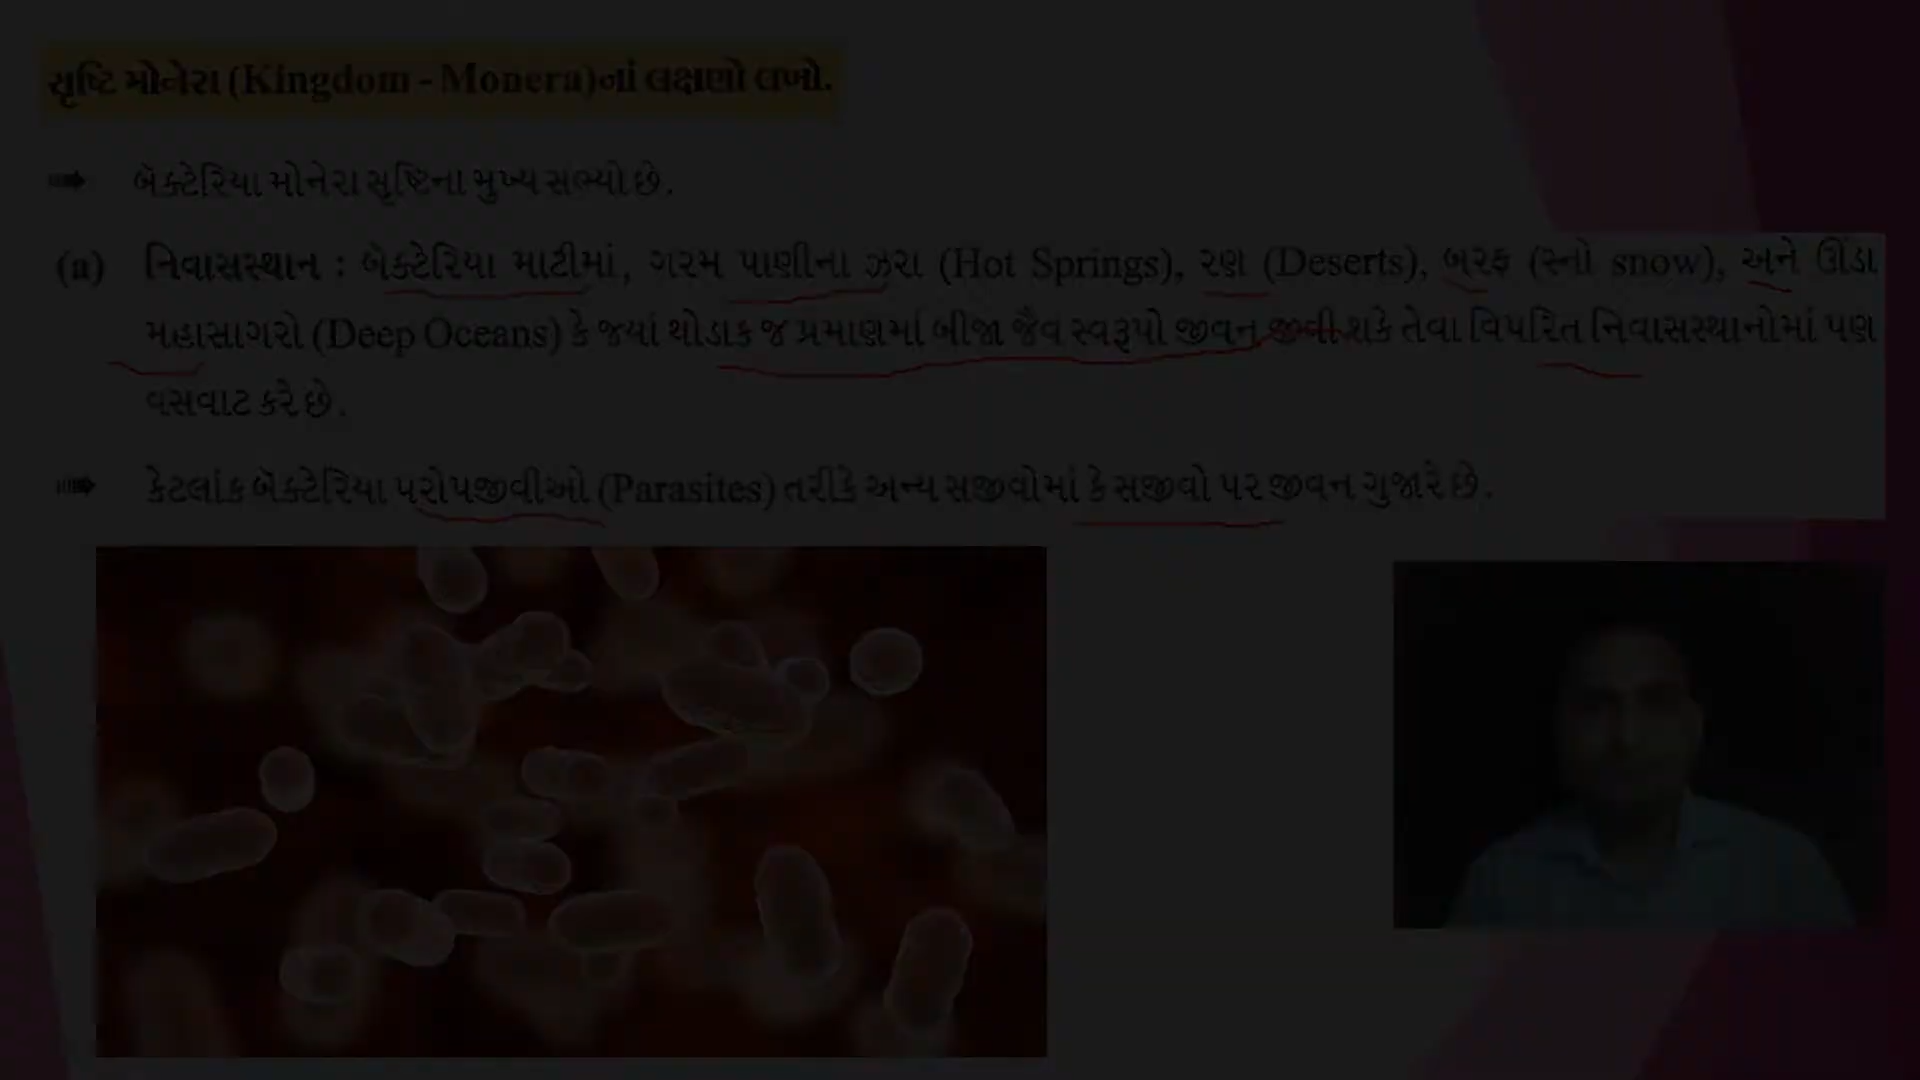 સૃષ્ટિ મોનેરા (Kingdom - Monera)નાં લક્ષણો લખો.
➡ બૅક્ટેરિયા મોનેરા સૃષ્ટિના મુખ્ય સભ્યો છે.
(a) નિવાસસ્થાન : બેક્ટેરિયા માટીમાં, ગરમ પાણીના ઝરા (Hot Springs), રણ (Deserts), બરફ (સ્નો snow), અને ઊંડા
મહાસાગરો (Deep Oceans) કે જયાં થોડાક જ પ્રમાણમાં બીજા જૈવ સ્વરૂપો જીવન જીવી શકે તેવા વિપરિત નિવાસસ્થાનોમાં પણ
વસવાટ કરે છે.
➡ કેટલાંક બૅક્ટેરિયા પરોપજીવીઓ (Parasites) તરીકે અન્ય સજીવોમાં કે સજીવો પર જીવન ગુજારે છે.